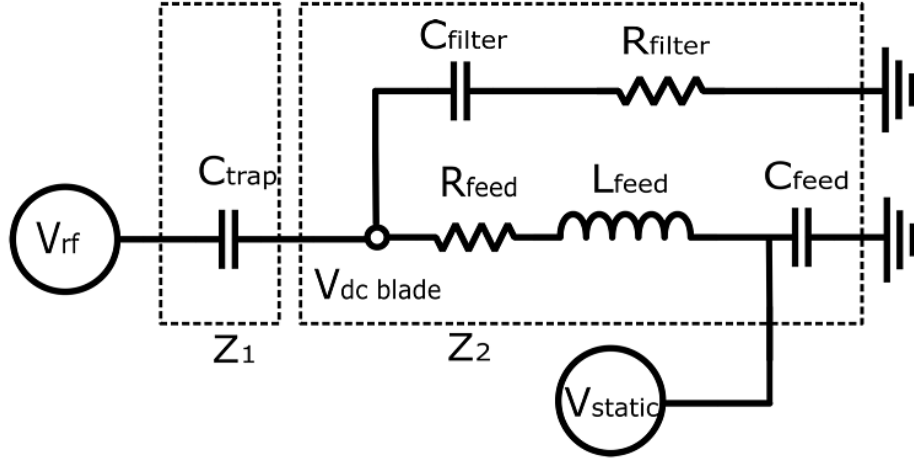 Cfilter
Rfilter
Ctrap
Rfeed
Lfeed
Cfeed
Vrf
Vdc blade
Z1
Z2
Vstatic